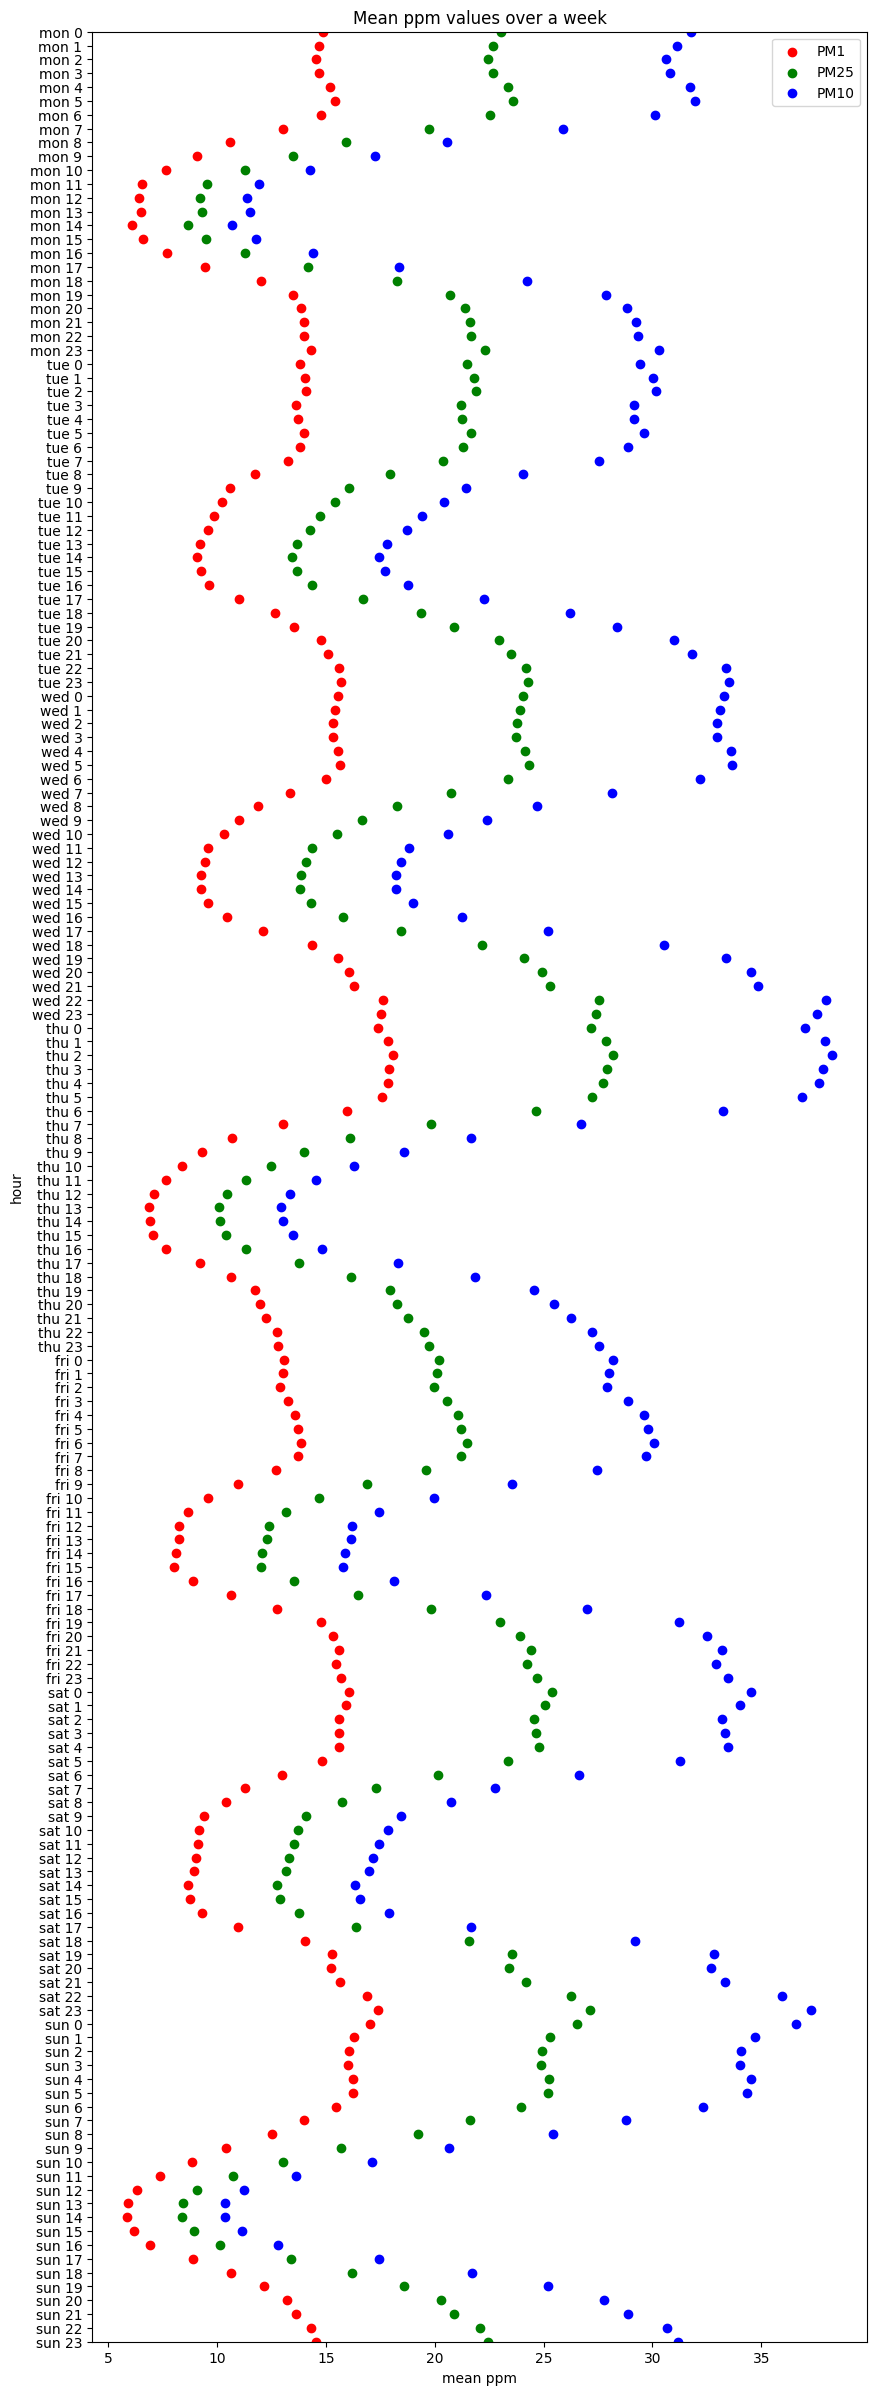 Mean ppm values over a week
PM1
PM25
PM10
mon 0
mon 1
mon 2
mon 3
mon 4
mon 5
mon 6
mon 7
mon 8
mon 9
mon 10
mon 11
mon 12
mon 13
mon 14
mon 15
mon 16
mon 17
mon 18
mon 19
mon 20
mon 21
mon 22
mon 23
tue 0
tue 1
tue 2
tue 3
tue 4
tue 5
tue 6
tue 7
tue 8
tue 9
tue 10
tue 11
tue 12
tue 13
tue 14
tue 15
tue 16
tue 17
tue 18
tue 19
tue 20
tue 21
tue 22
tue 23
wed 0
wed 1
wed 2
wed 3
wed 4
wed 5
wed 6
wed 7
wed 8
wed 9
wed 10
wed 11
wed 12
wed 13
wed 14
wed 15
wed 16
wed 17
wed 18
wed 19
wed 20
wed 21
wed 22
wed 23
thu 0
thu 1
thu 2
thu 3
thu 4
thu 5
thu 6
thu 7
thu 8
thu 9
thu 10
thu 11
thu 12
thu 13
thu 14
thu 15
thu 16
thu 17
thu 18
thu 19
thu 20
thu 21
thu 22
thu 23
fri 0
fri 1
fri 2
fri 3
fri 4
fri 5
fri 6
fri 7
fri 8
fri 9
fri 10
fri 11
fri 12
fri 13
fri 14
fri 15
fri 16
fri 17
fri 18
fri 19
fri 20
fri 21
fri 22
fri 23
sat 0
sat 1
sat 2
sat 3
sat 4
sat 5
sat 6
sat 7
sat 8
sat 9
sat 10
sat 11
sat 12
sat 13
sat 14
sat 15
sat 16
sat 17
sat 18
sat 19
sat 20
sat 21
sat 22
sat 23
sun 0
sun 1
sun 2
sun 3
sun 4
sun 5
sun 6
sun 7
sun 8
sun 9
sun 10
sun 11
sun 12
sun 13
sun 14
sun 15
sun 16
sun 17
sun 18
sun 19
sun 20
sun 21
sun 22
sun 23
hour
5 10 15 20 25 30 35
mean ppm